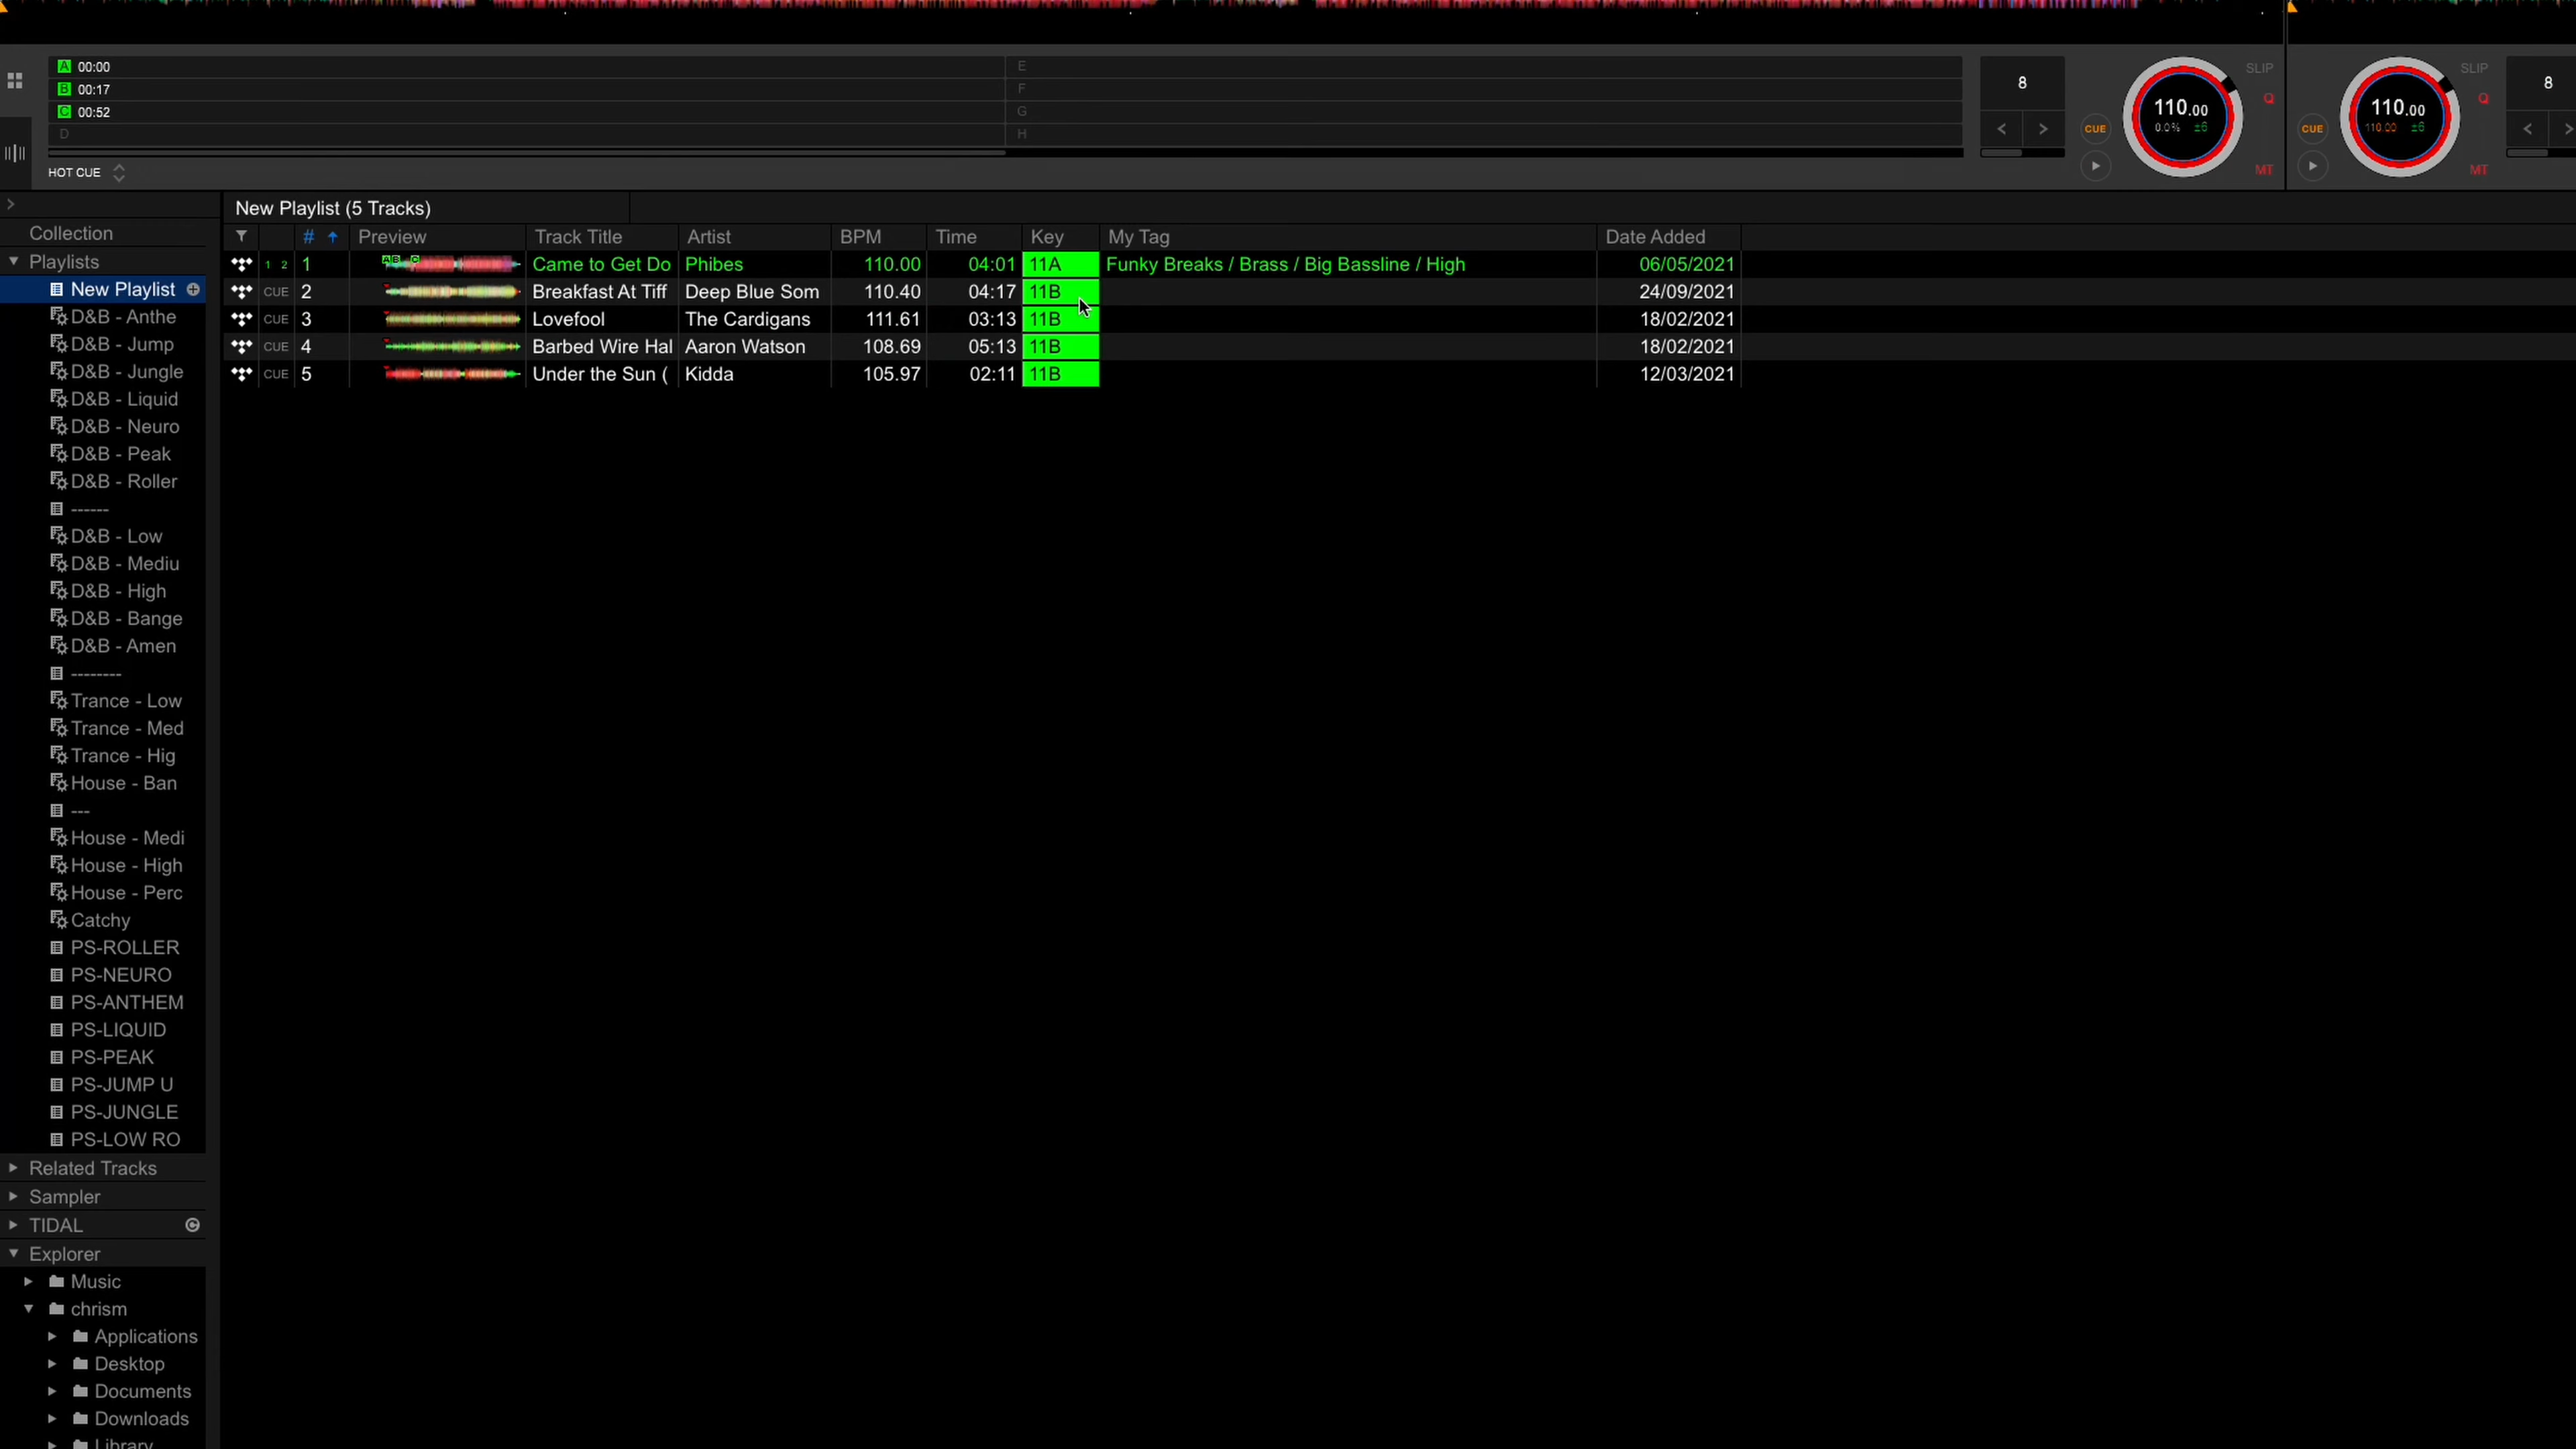 A 00:00 E
B 00:17 F
C 00:52 G
D H
HOT CUE
8
CUE
110.00
0.0% ±6
SLIP
Q
MT
CUE
110.00
110.00 ±6
SLIP
Q
MT
8
New Playlist (5 Tracks)
# Preview Track Title Artist BPM Time Key My Tag Date Added
1 2 1 A B C Came to Get Do Phibes 110.00 04:01 11A Funky Breaks / Brass / Big Bassline / High 06/05/2021
CUE 2 Breakfast At Tiff Deep Blue Som 110.40 04:17 11B 24/09/2021
CUE 3 Lovefool The Cardigans 111.61 03:13 11B 18/02/2021
CUE 4 Barbed Wire Hal Aaron Watson 108.69 05:13 11B 18/02/2021
CUE 5 Under the Sun ( Kidda 105.97 02:11 11B 12/03/2021
Collection
Playlists
New Playlist
D&B - Anthe
D&B - Jump
D&B - Jungle
D&B - Liquid
D&B - Neuro
D&B - Peak
D&B - Roller
------
D&B - Low
D&B - Mediu
D&B - High
D&B - Bange
D&B - Amen
--------
Trance - Low
Trance - Med
Trance - Hig
House - Ban
---
House - Medi
House - High
House - Perc
Catchy
PS-ROLLER
PS-NEURO
PS-ANTHEM
PS-LIQUID
PS-PEAK
PS-JUMP U
PS-JUNGLE
PS-LOW RO
Related Tracks
Sampler
TIDAL
Explorer
Music
chrism
Applications
Desktop
Documents
Downloads
Library